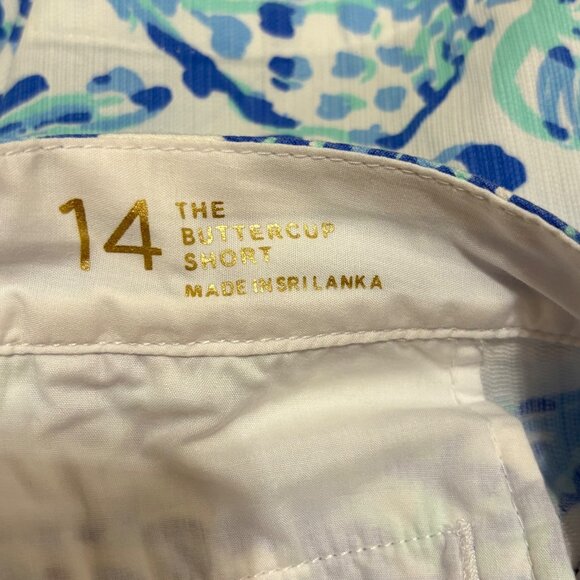 14
THE
BUTTERCUP
SHORT
MADE IN SRI LANKA